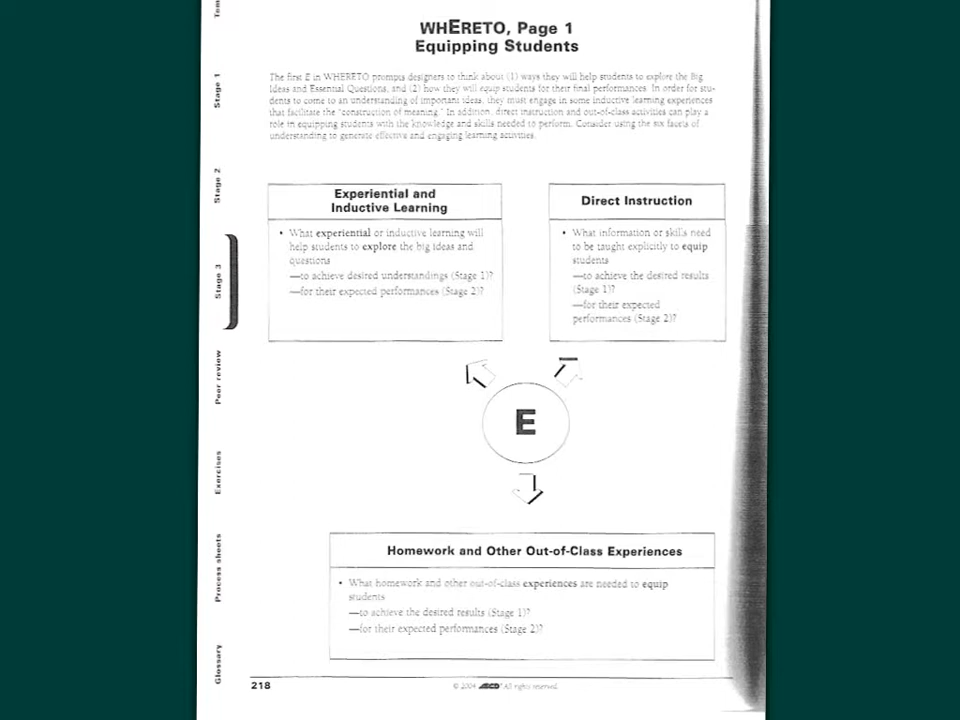 WHERETO, Page 1
Equipping Students
The first E in WHERETO prompts designers to think about (1) ways they will help students to explore the Big
Ideas and Essential Questions, and (2) how they will equip students for their final performances. In order for stu-
dents to come to an understanding of important ideas, they must engage in some inductive learning experiences
that facilitate the "construction of meaning." In addition, direct instruction and out-of-class activities can play a
role in equipping students with the knowledge and skills needed to perform. Consider using the six facets of
understanding to generate effective and engaging learning activities.
Stage 1
Stage 2
Stage 3
Peer review
Exercises
Process sheets
Glossary
Experiential and
Inductive Learning
• What experiential or inductive learning will
help students to explore the big ideas and
questions
—to achieve desired understandings (Stage 1)?
—for their expected performances (Stage 2)?
Direct Instruction
• What information or skills need
to be taught explicitly to equip
students
—to achieve the desired results
(Stage 1)?
—for their expected
performances (Stage 2)?
E
Homework and Other Out-of-Class Experiences
• What homework and other out-of-class experiences are needed to equip
students
—to achieve the desired results (Stage 1)?
—for their expected performances (Stage 2)?
218
© 2004 ASCD® All rights reserved.